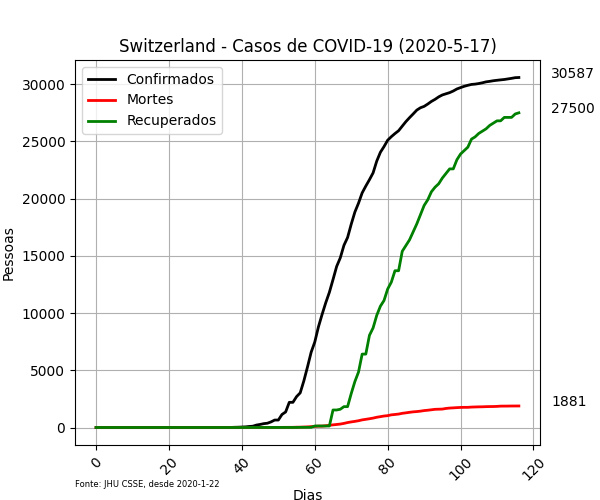 Switzerland - Casos de COVID-19 (2020-5-17)
Confirmados
Mortes
Recuperados
30587
27500
1881
Pessoas
30000
25000
20000
15000
10000
5000
0
0
20
40
60
80
100
120
Dias
Fonte: JHU CSSE, desde 2020-1-22